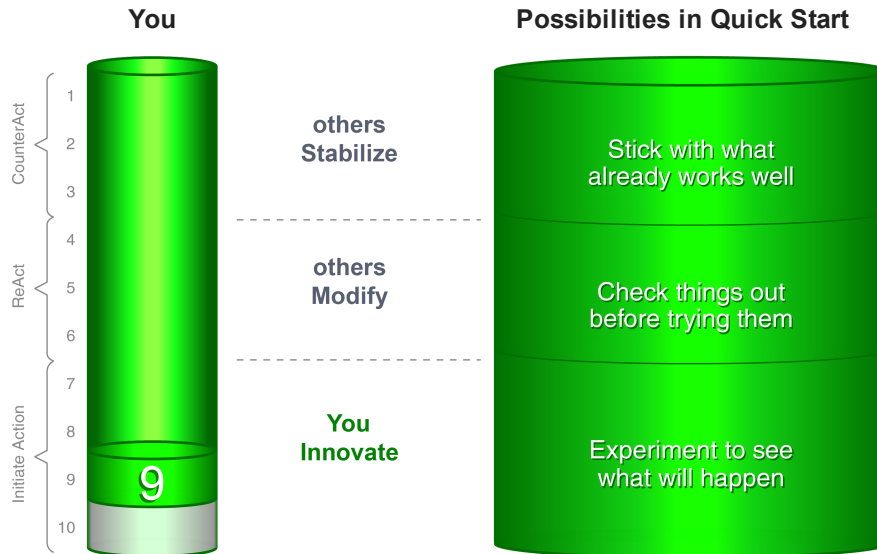 You
Possibilities in Quick Start
CounterAct
1
2
3
others
Stabilize
Stick with what
already works well
ReAct
4
5
6
others
Modify
Check things out
before trying them
Initiate Action
7
8
9
10
9
You
Innovate
Experiment to see
what will happen